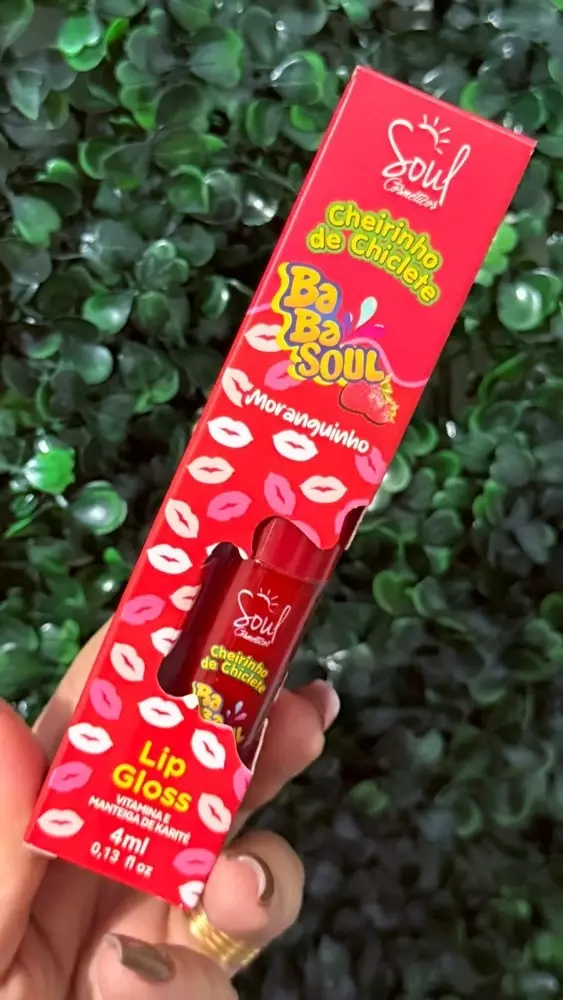 Soul
Cosméticos
Cheirinho
de Chiclete
Ba
Ba
SOUL
Moranguinho
Soul
Cosméticos
Cheirinho
de Chiclete
Ba
Lip
Gloss
VITAMINA E
MANTEIGA DE KARITÉ
4ml
0,13 fl oz